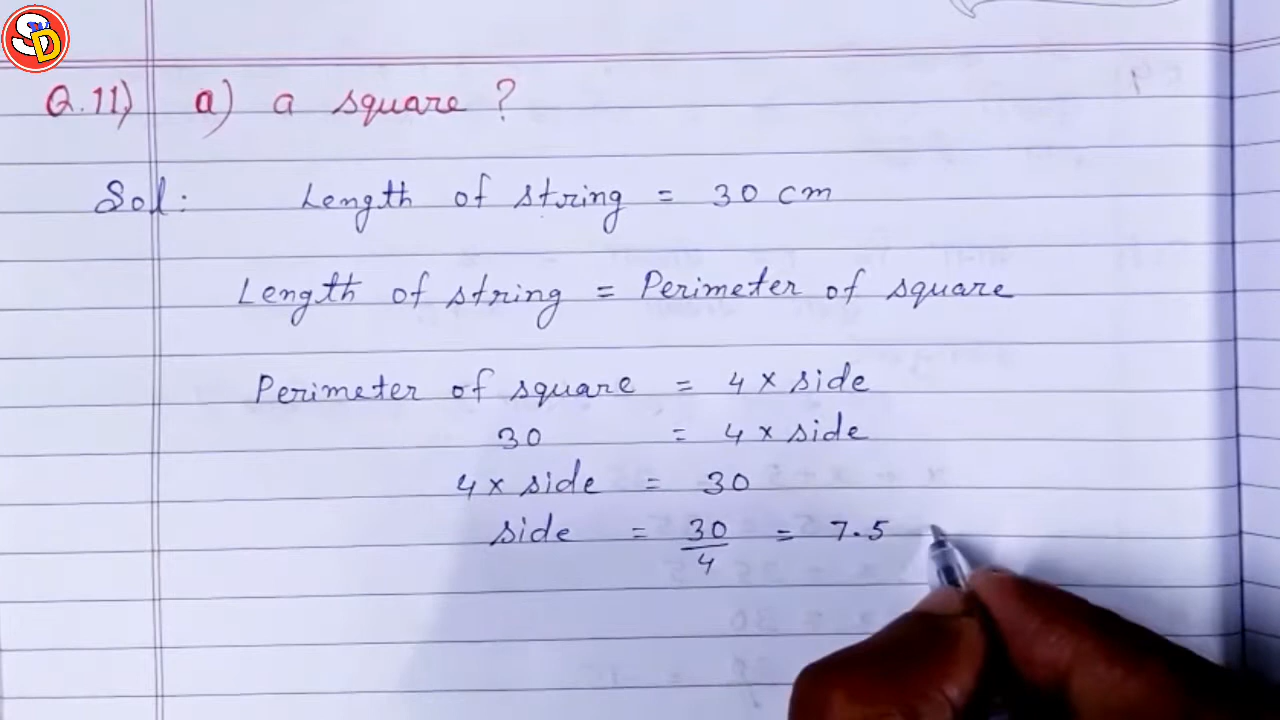 SD
Q.11) a) a square ?
Sol: Length of string = 30 cm
Length of string = Perimeter of square
Perimeter of square = 4 × side
30 = 4 × side
4 × side = 30
side = 30/4 = 7.5